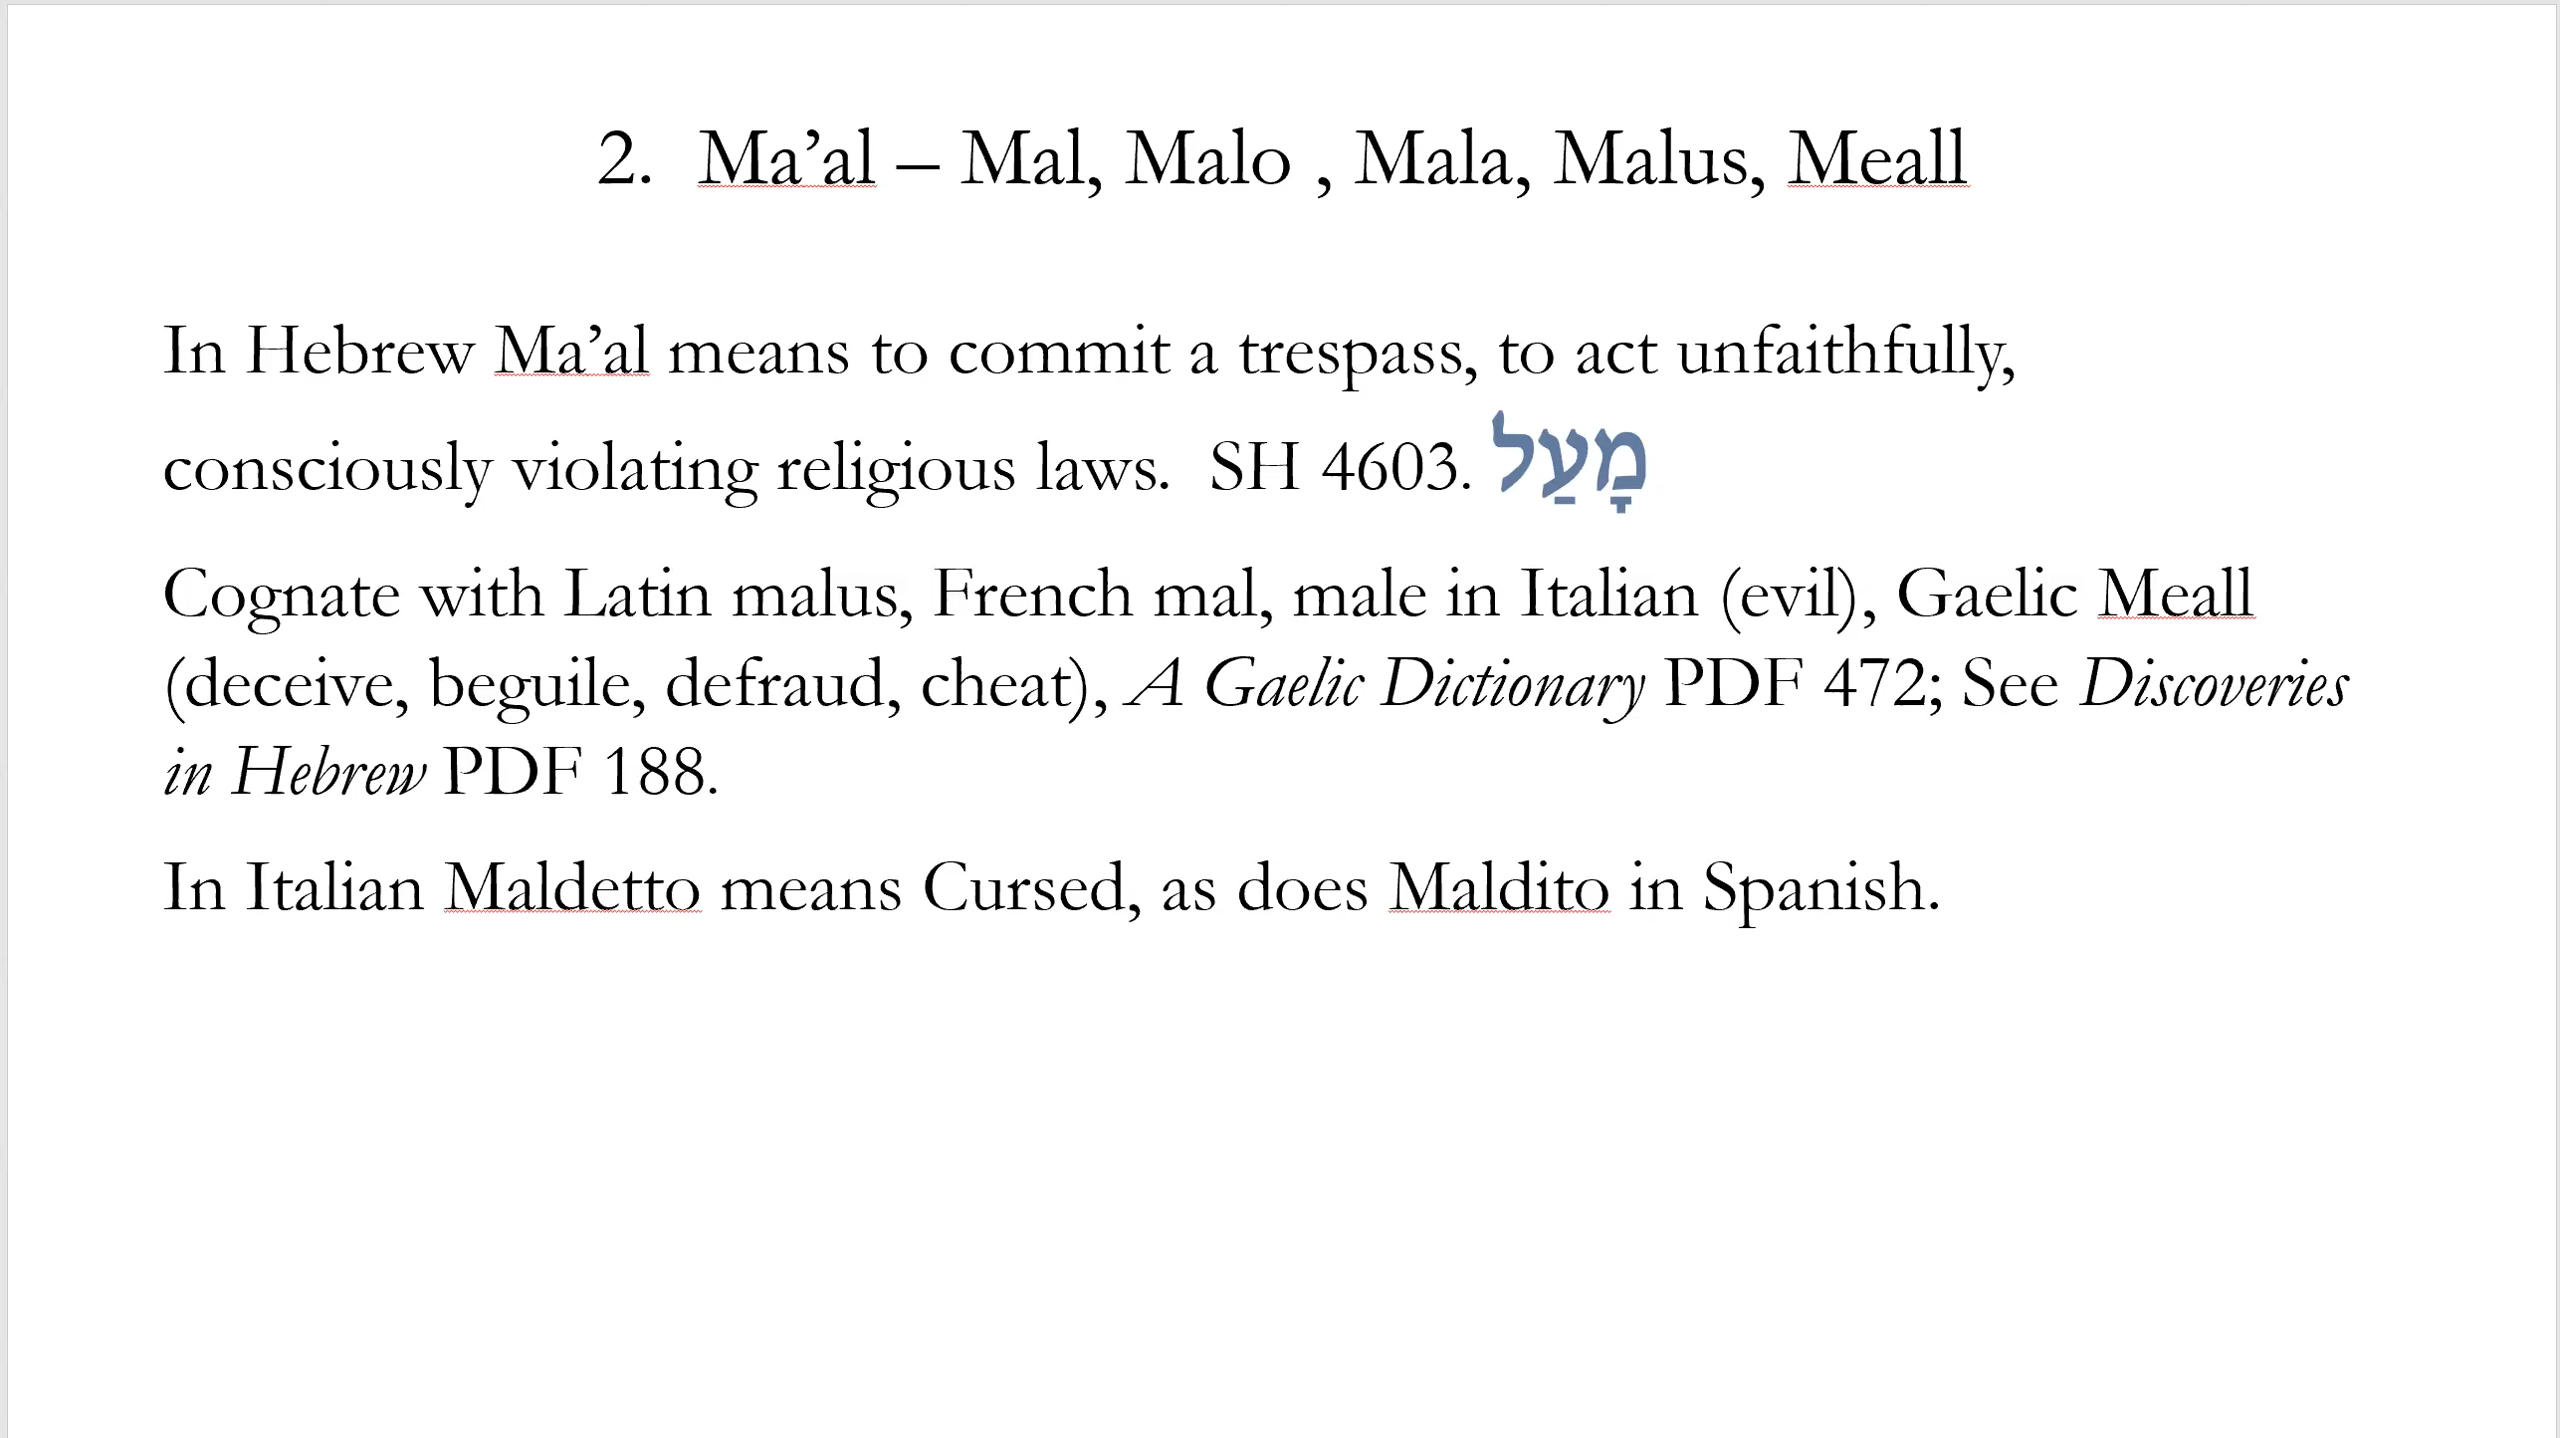 2. Ma’al – Mal, Malo , Mala, Malus, Meall
In Hebrew Ma’al means to commit a trespass, to act unfaithfully,
consciously violating religious laws. SH 4603. מָעַל
Cognate with Latin malus, French mal, male in Italian (evil), Gaelic Meall
(deceive, beguile, defraud, cheat), A Gaelic Dictionary PDF 472; See Discoveries
in Hebrew PDF 188.
In Italian Maldetto means Cursed, as does Maldito in Spanish.